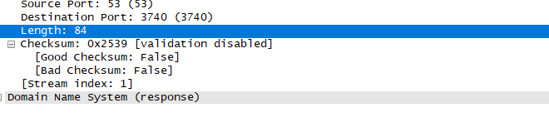 Source Port: 53 (53)
Destination Port: 3740 (3740)
Length: 84
Checksum: 0x2539 [validation disabled]
[Good Checksum: False]
[Bad Checksum: False]
[Stream index: 1]
Domain Name System (response)